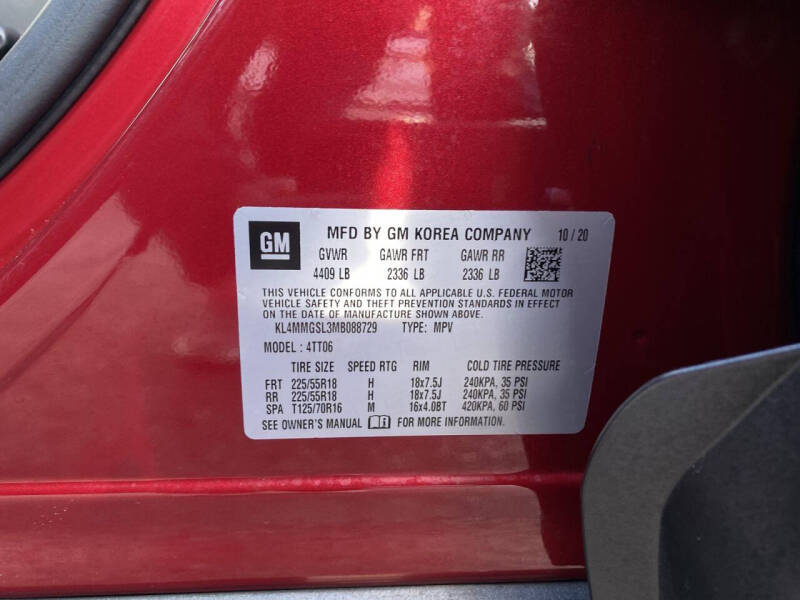 GM
MFD BY GM KOREA COMPANY 10/20
GVWR GAWR FRT GAWR RR
4409 LB 2336 LB 2336 LB
THIS VEHICLE CONFORMS TO ALL APPLICABLE U.S. FEDERAL MOTOR
VEHICLE SAFETY AND THEFT PREVENTION STANDARDS IN EFFECT
ON THE DATE OF MANUFACTURE SHOWN ABOVE.
KL4MMGSL3MB088729 TYPE: MPV
MODEL : 4TT06
TIRE SIZE SPEED RTG RIM COLD TIRE PRESSURE
FRT 225/55R18 H 18x7.5J 240KPA, 35 PSI
RR 225/55R18 H 18x7.5J 240KPA, 35 PSI
SPA T125/70R16 M 16x4.0BT 420KPA, 60 PSI
SEE OWNER'S MANUAL FOR MORE INFORMATION.